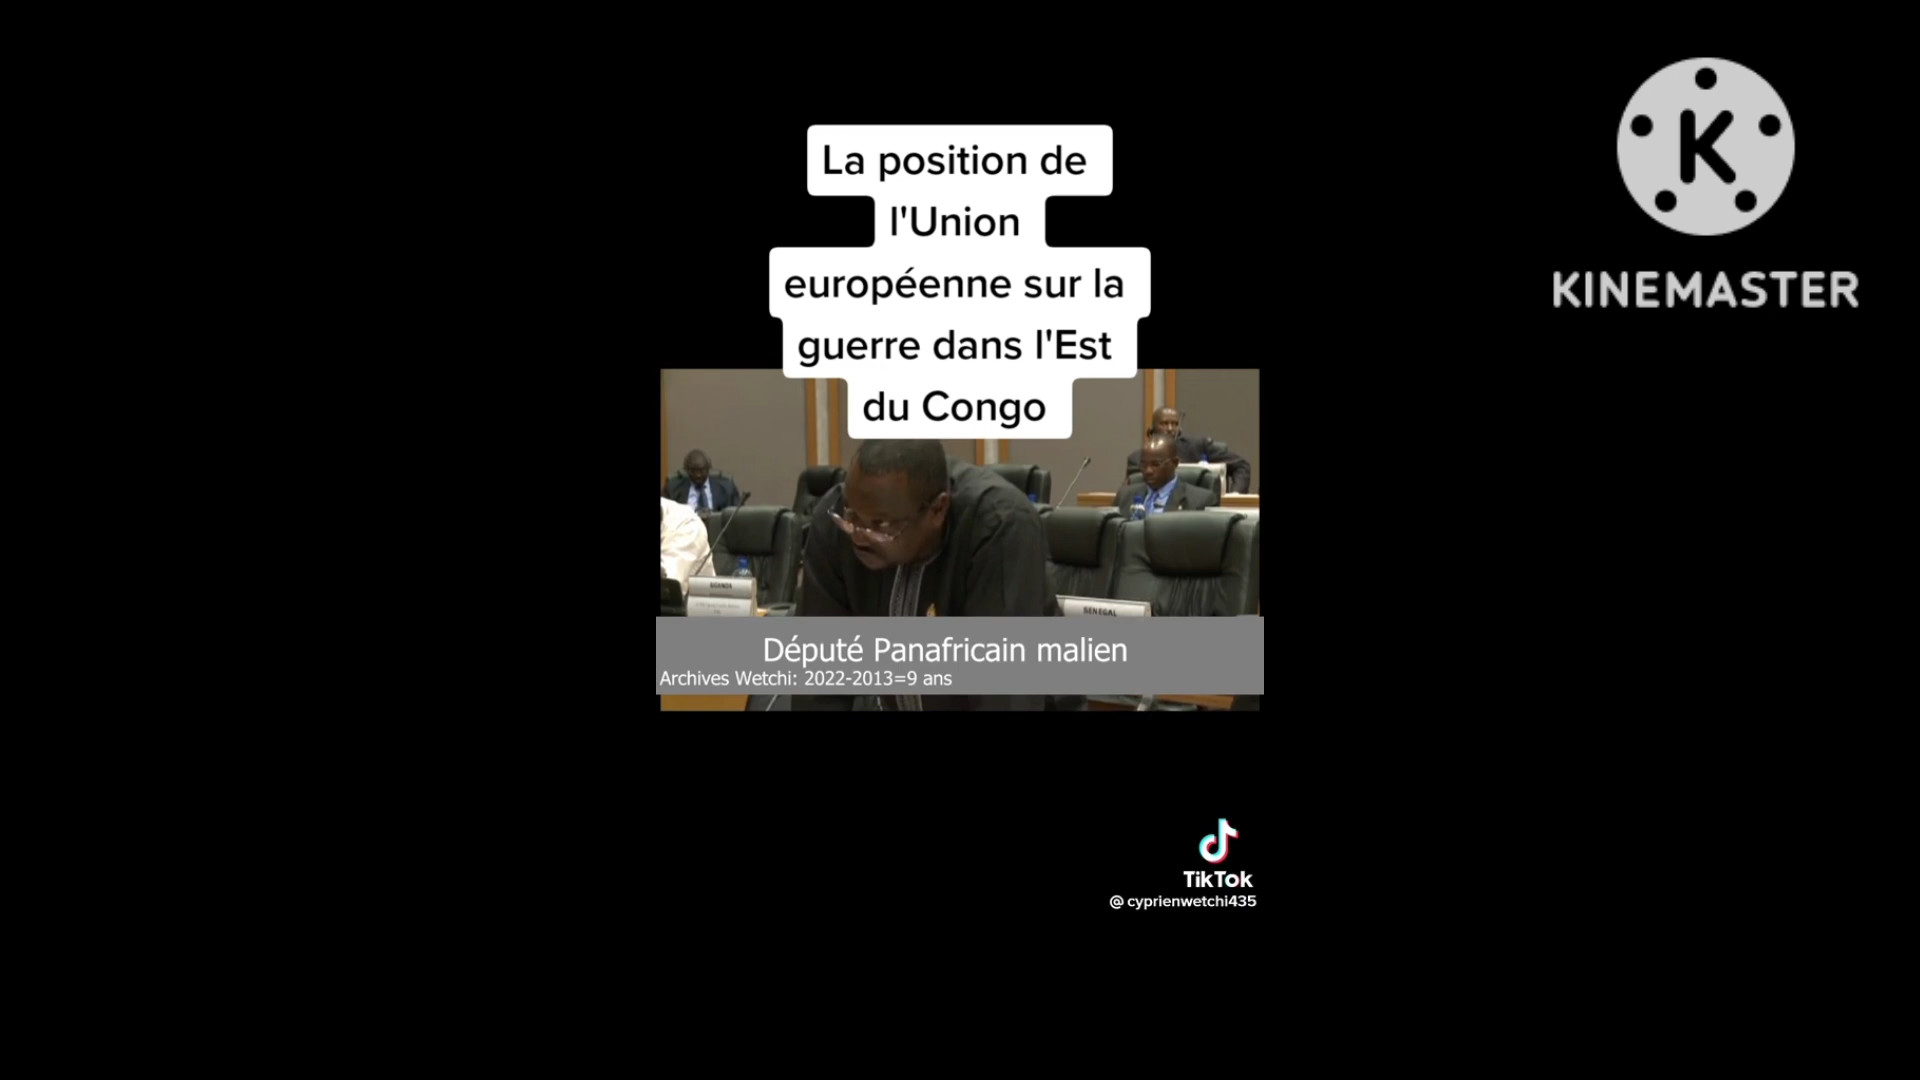 La position de
l'Union
européenne sur la
guerre dans l'Est
du Congo
K
KINEMASTER
UGANDA
SENEGAL
Député Panafricain malien
Archives Wetchi: 2022-2013=9 ans
TikTok
@ cyprienwetchi435